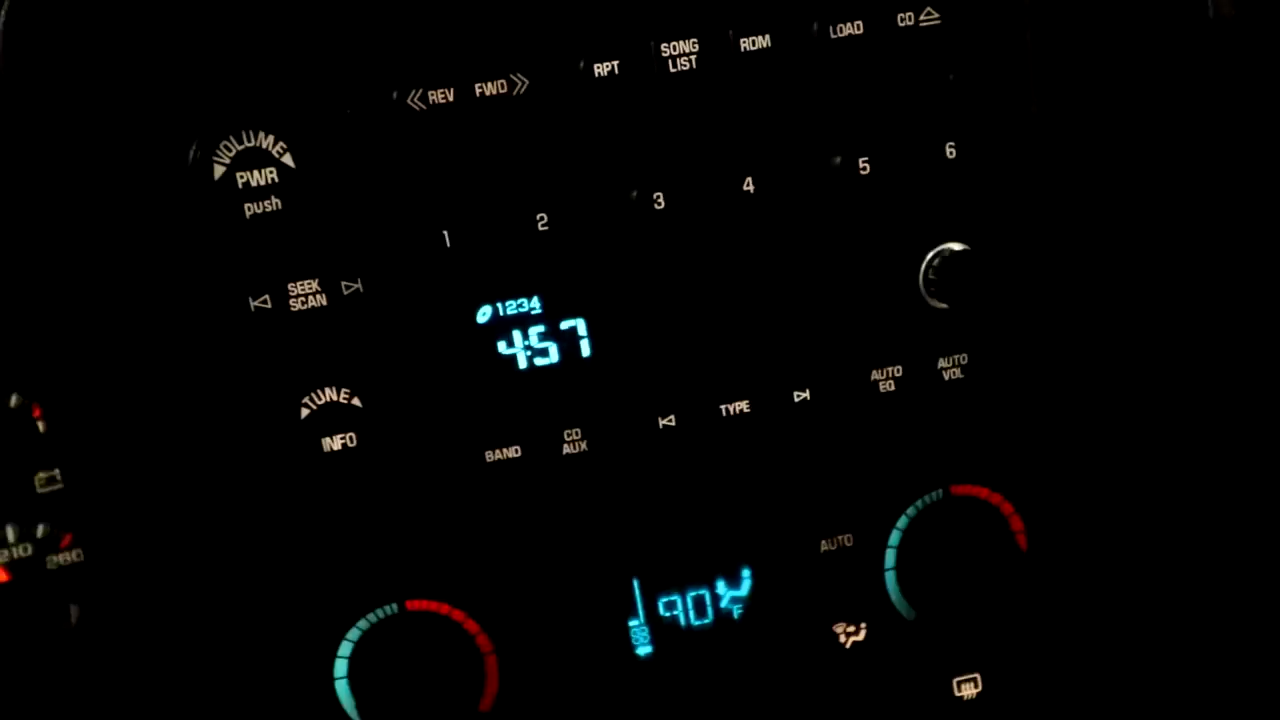 CD
LOAD
RDM
SONG
LIST
RPT
REV FWD
VOLUME
PWR
push
1 2 3 4 5 6
SEEK
SCAN
1234
4:57
AUTO
VOL
AUTO
EQ
TYPE
TUNE
INFO
CD
AUX
BAND
AUTO
210 260
90 F